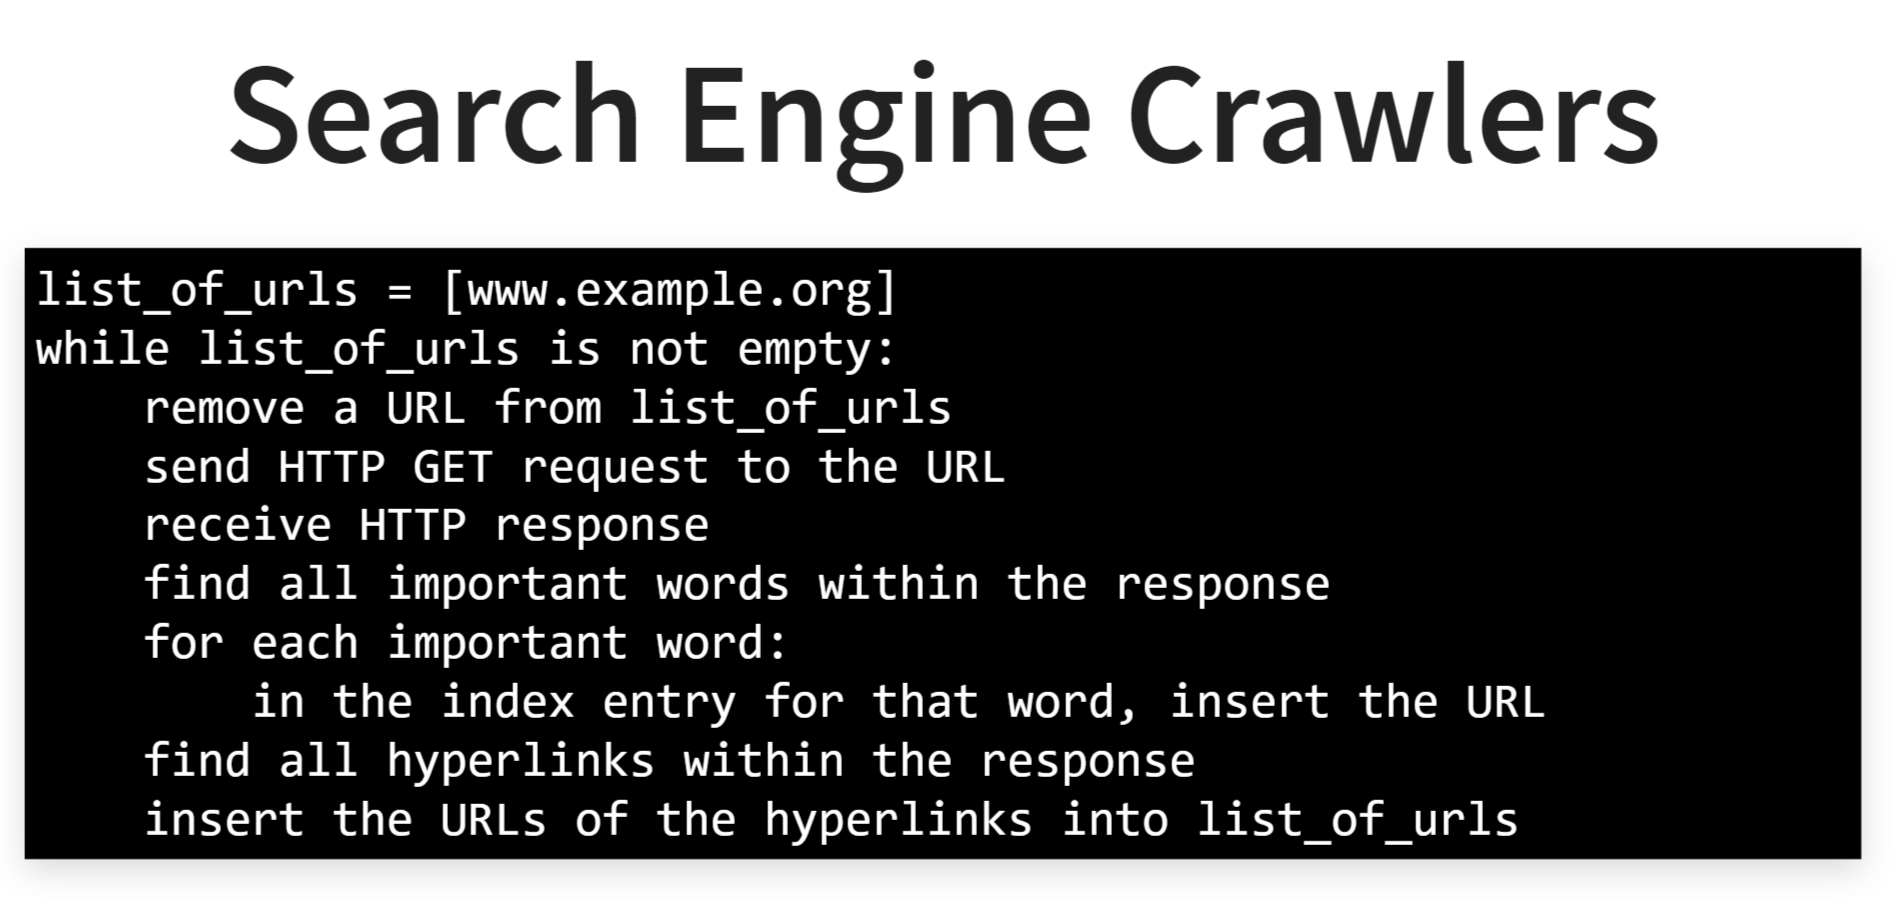 Search Engine Crawlers
list_of_urls = [www.example.org]
while list_of_urls is not empty:
    remove a URL from list_of_urls
    send HTTP GET request to the URL
    receive HTTP response
    find all important words within the response
    for each important word:
        in the index entry for that word, insert the URL
    find all hyperlinks within the response
    insert the URLs of the hyperlinks into list_of_urls